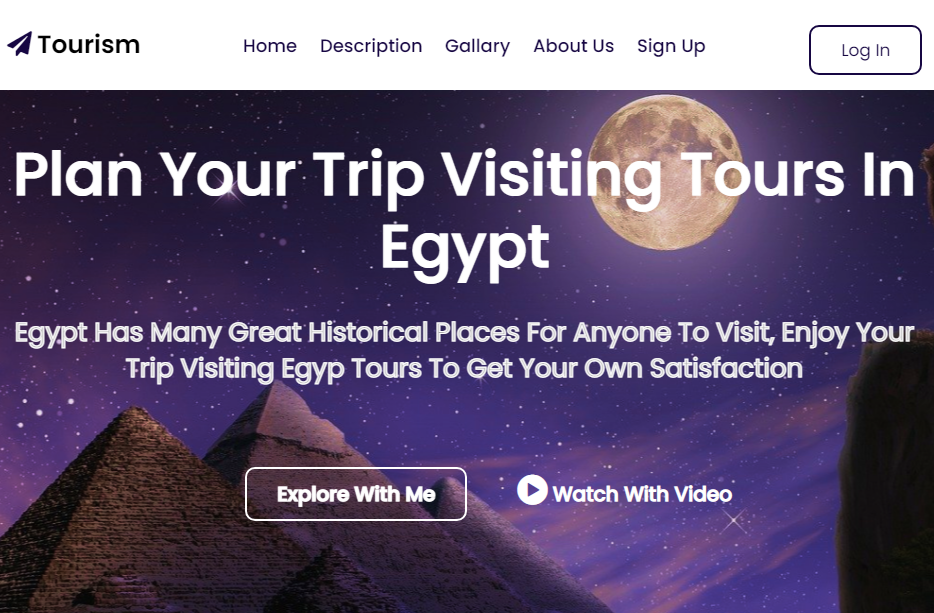 Tourism
Home Description Gallary About Us Sign Up
Log In
Plan Your Trip Visiting Tours In
Egypt
Egypt Has Many Great Historical Places For Anyone To Visit, Enjoy Your
Trip Visiting Egyp Tours To Get Your Own Satisfaction
Explore With Me
Watch With Video